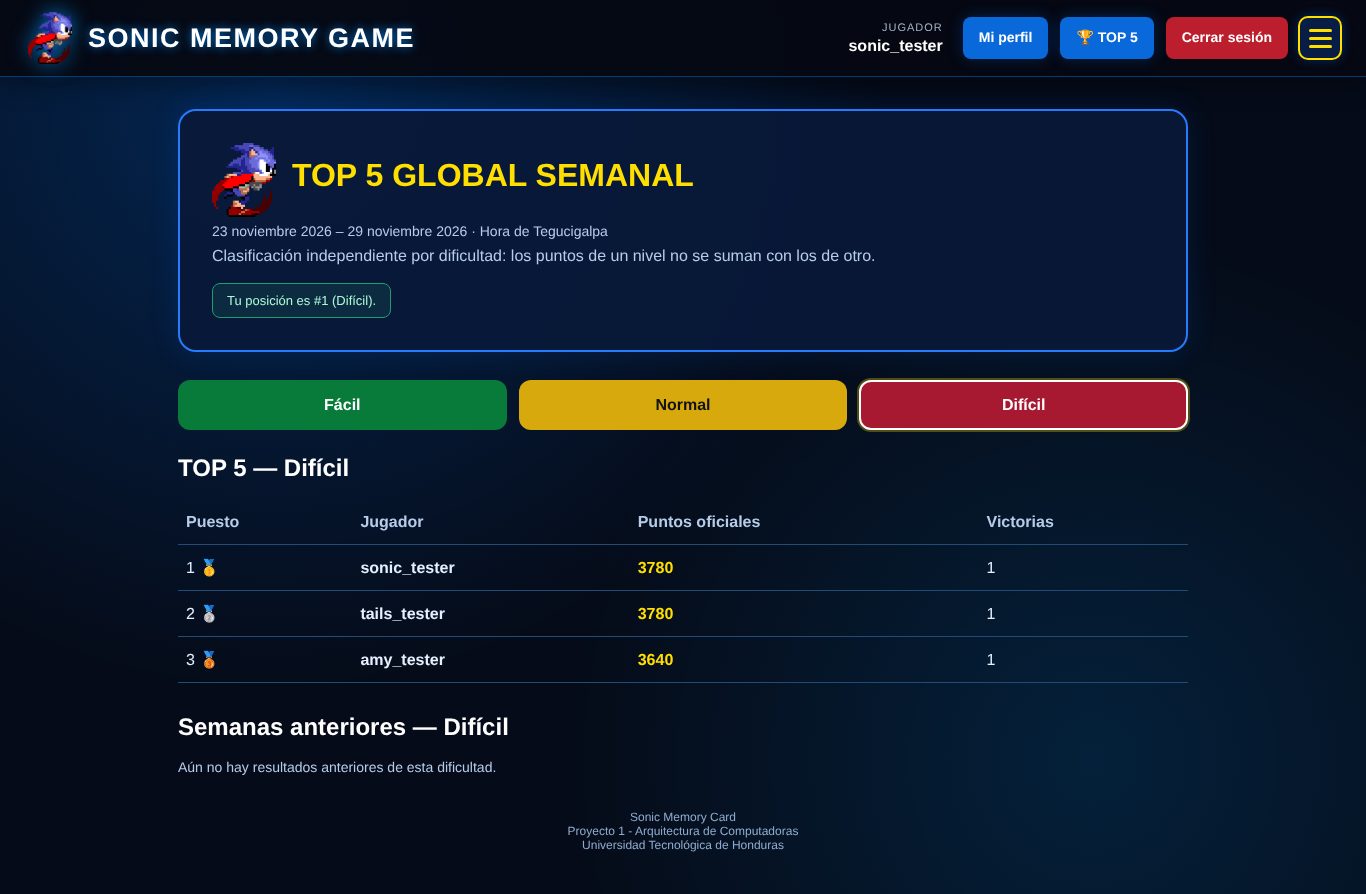 SONIC MEMORY GAME
JUGADOR
sonic_tester
Mi perfil
🏆 TOP 5
Cerrar sesión
TOP 5 GLOBAL SEMANAL
23 noviembre 2026 – 29 noviembre 2026 · Hora de Tegucigalpa
Clasificación independiente por dificultad: los puntos de un nivel no se suman con los de otro.
Tu posición es #1 (Difícil).
Fácil
Normal
Difícil
TOP 5 — Difícil
Puesto Jugador Puntos oficiales Victorias
1 🥇 sonic_tester 3780 1
2 🥈 tails_tester 3780 1
3 🥉 amy_tester 3640 1
Semanas anteriores — Difícil
Aún no hay resultados anteriores de esta dificultad.
Sonic Memory Card
Proyecto 1 - Arquitectura de Computadoras
Universidad Tecnológica de Honduras